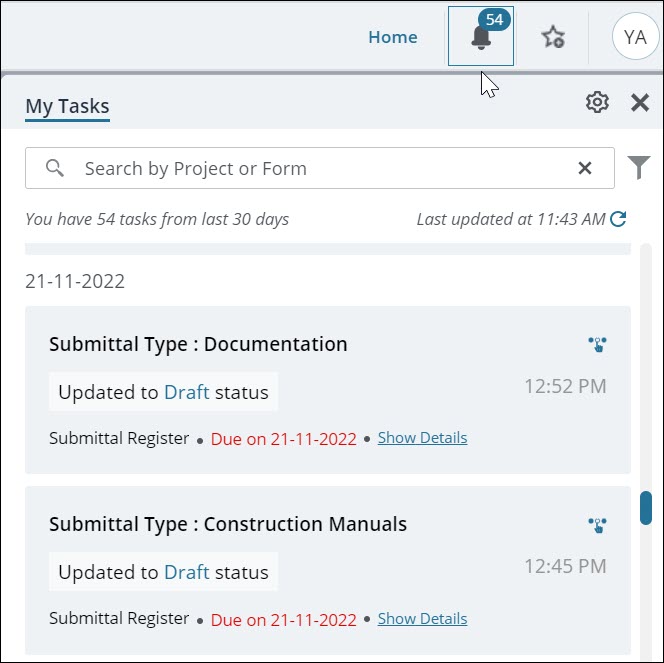 54
Home
YA
My Tasks
Search by Project or Form
You have 54 tasks from last 30 days Last updated at 11:43 AM
21-11-2022
Submittal Type : Documentation
Updated to Draft status 12:52 PM
Submittal Register • Due on 21-11-2022 • Show Details
Submittal Type : Construction Manuals
Updated to Draft status 12:45 PM
Submittal Register • Due on 21-11-2022 • Show Details